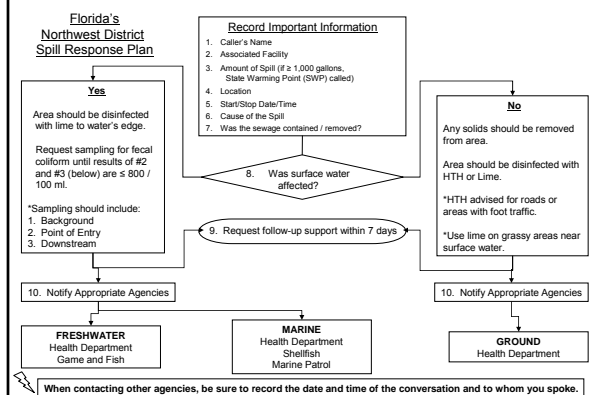 Florida's
Northwest District
Spill Response Plan
Record Important Information
1. Caller's Name
2. Associated Facility
3. Amount of Spill (if ≥ 1,000 gallons,
State Warming Point (SWP) called)
4. Location
5. Start/Stop Date/Time
6. Cause of the Spill
7. Was the sewage contained / removed?
8. Was surface water
affected?
Yes
Area should be disinfected
with lime to water's edge.
Request sampling for fecal
coliform until results of #2
and #3 (below) are ≤ 800 /
100 ml.
*Sampling should include:
1. Background
2. Point of Entry
3. Downstream
No
Any solids should be removed
from area.
Area should be disinfected with
HTH or Lime.
*HTH advised for roads or
areas with foot traffic.
*Use lime on grassy areas near
surface water.
9. Request follow-up support within 7 days
10. Notify Appropriate Agencies
10. Notify Appropriate Agencies
FRESHWATER
Health Department
Game and Fish
MARINE
Health Department
Shellfish
Marine Patrol
GROUND
Health Department
When contacting other agencies, be sure to record the date and time of the conversation and to whom you spoke.